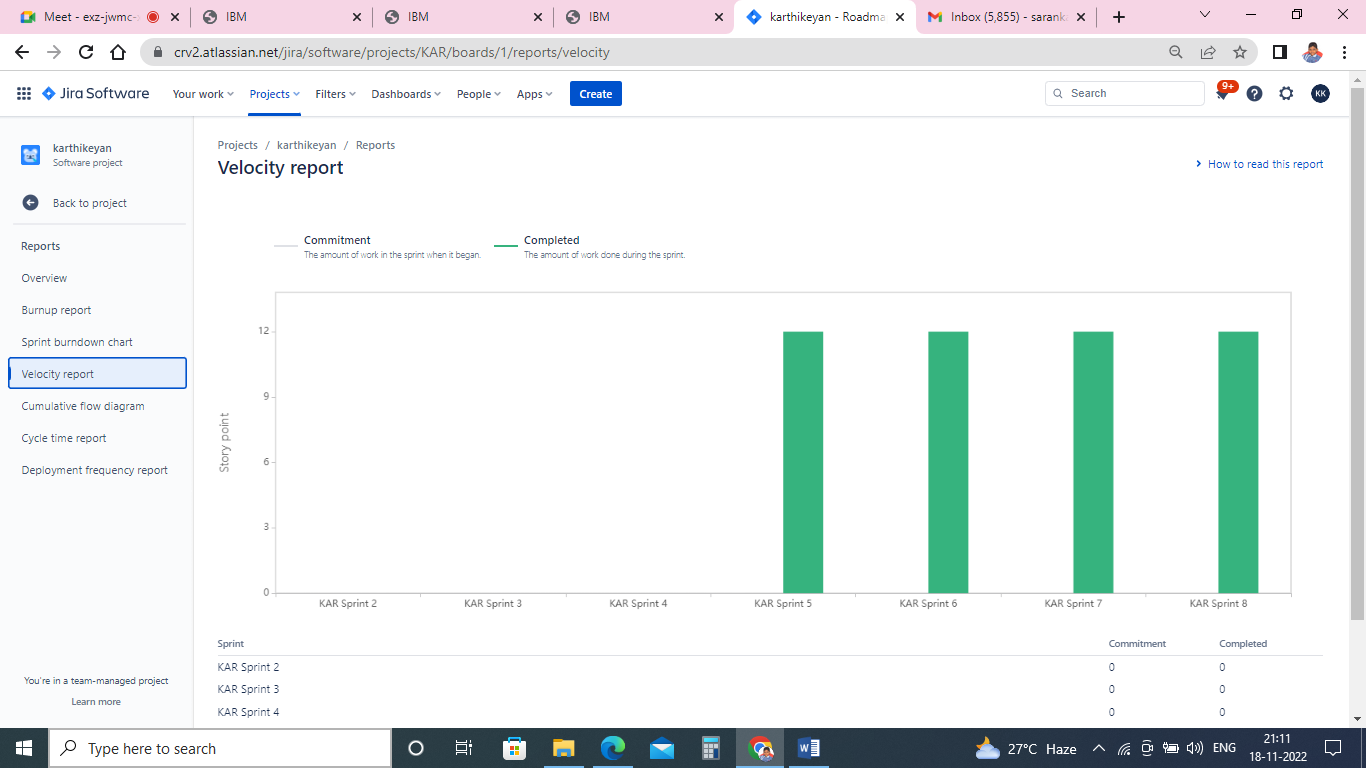 Meet - exz-jwmc-
IBM
IBM
IBM
karthikeyan - Roadma
Inbox (5,855) - sarank
crv2.atlassian.net/jira/software/projects/KAR/boards/1/reports/velocity
Jira Software
Your work
Projects
Filters
Dashboards
People
Apps
Create
Search
9+
KK
karthikeyan
Software project
Back to project
Reports
Overview
Burnup report
Sprint burndown chart
Velocity report
Cumulative flow diagram
Cycle time report
Deployment frequency report
You're in a team-managed project
Learn more
Projects / karthikeyan / Reports
Velocity report
How to read this report
Commitment
The amount of work in the sprint when it began.
Completed
The amount of work done during the sprint.
Story point
12
9
6
3
0
KAR Sprint 2
KAR Sprint 3
KAR Sprint 4
KAR Sprint 5
KAR Sprint 6
KAR Sprint 7
KAR Sprint 8
Sprint Commitment Completed
KAR Sprint 2 0 0
KAR Sprint 3 0 0
KAR Sprint 4 0 0
Type here to search
27°C Haze
ENG
21:11
18-11-2022